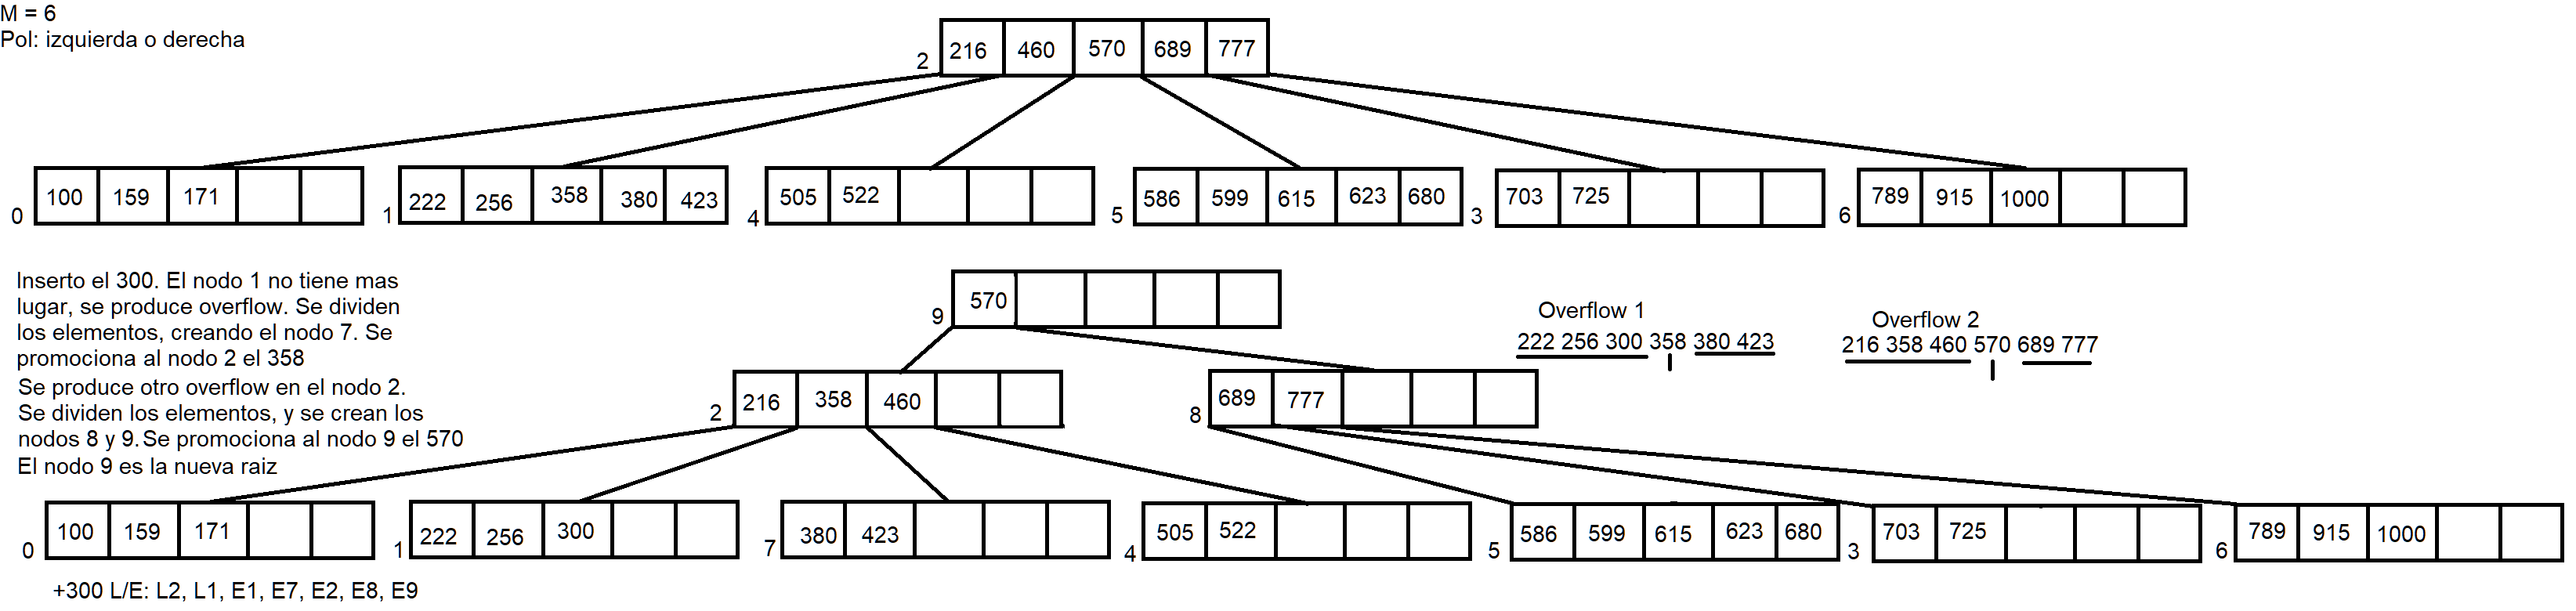 M = 6
Pol: izquierda o derecha
2 216 460 570 689 777
0 100 159 171
1 222 256 358 380 423
4 505 522
5 586 599 615 623 680
3 703 725
6 789 915 1000
Inserto el 300. El nodo 1 no tiene mas
lugar, se produce overflow. Se dividen
los elementos, creando el nodo 7. Se
promociona al nodo 2 el 358
Se produce otro overflow en el nodo 2.
Se dividen los elementos, y se crean los
nodos 8 y 9. Se promociona al nodo 9 el 570
El nodo 9 es la nueva raiz
9 570
Overflow 1
222 256 300 358 380 423
Overflow 2
216 358 460 570 689 777
2 216 358 460
8 689 777
0 100 159 171
1 222 256 300
7 380 423
4 505 522
5 586 599 615 623 680
3 703 725
6 789 915 1000
+300 L/E: L2, L1, E1, E7, E2, E8, E9